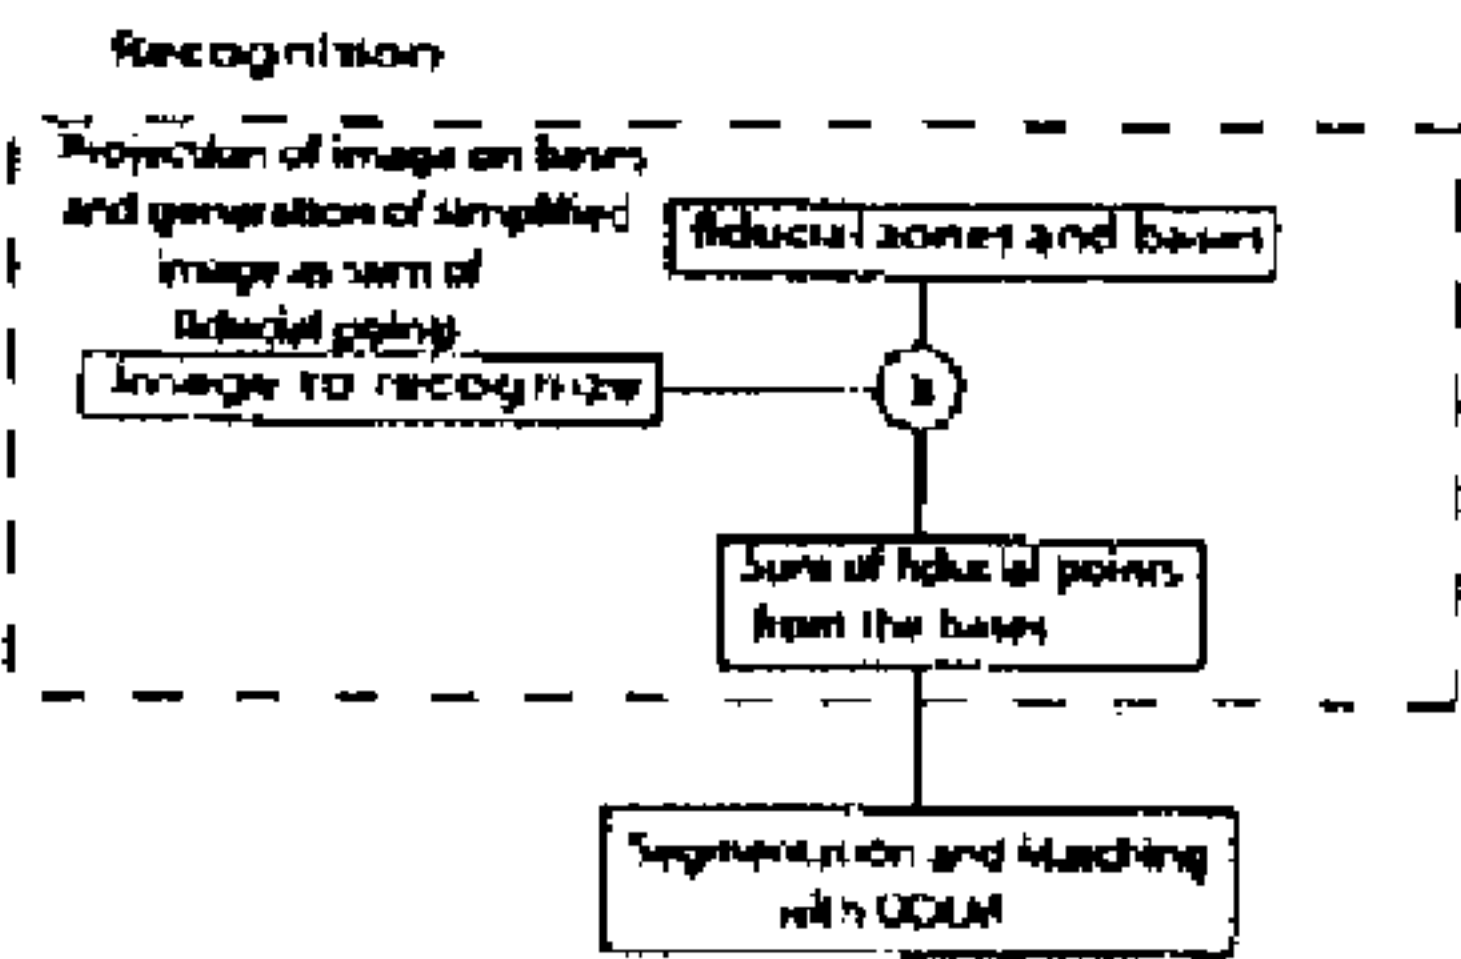 Recognition
Projection of image on bases
and generation of simplified
image as sum of
fiducial points
fiducial zones and bases
Image to recognize
Sum of fiducial points
from the bases
Segmentation and Matching
with